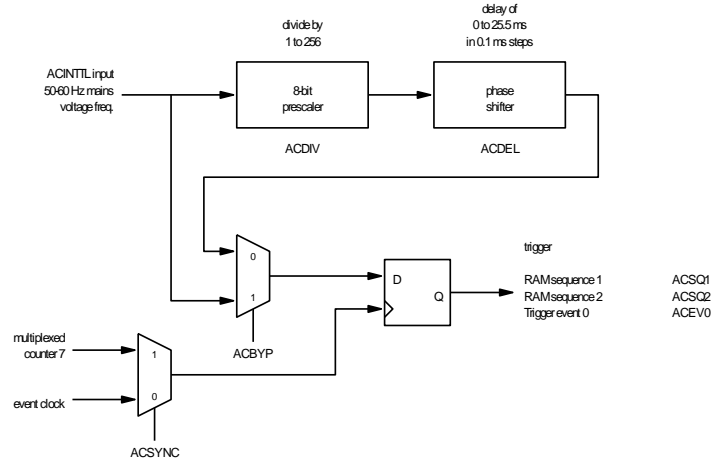 divide by
1 to 256
delay of
0 to 25.5 ms
in 0.1 ms steps
ACINTTL input
50-60 Hz mains
voltage freq.
8-bit
prescaler
phase
shifter
ACDIV
ACDEL
0
1
trigger
D
Q
RAM sequence 1 ACSQ1
RAM sequence 2 ACSQ2
Trigger event 0 ACEV0
multiplexed
counter 7
1
ACBYP
event clock
0
ACSYNC